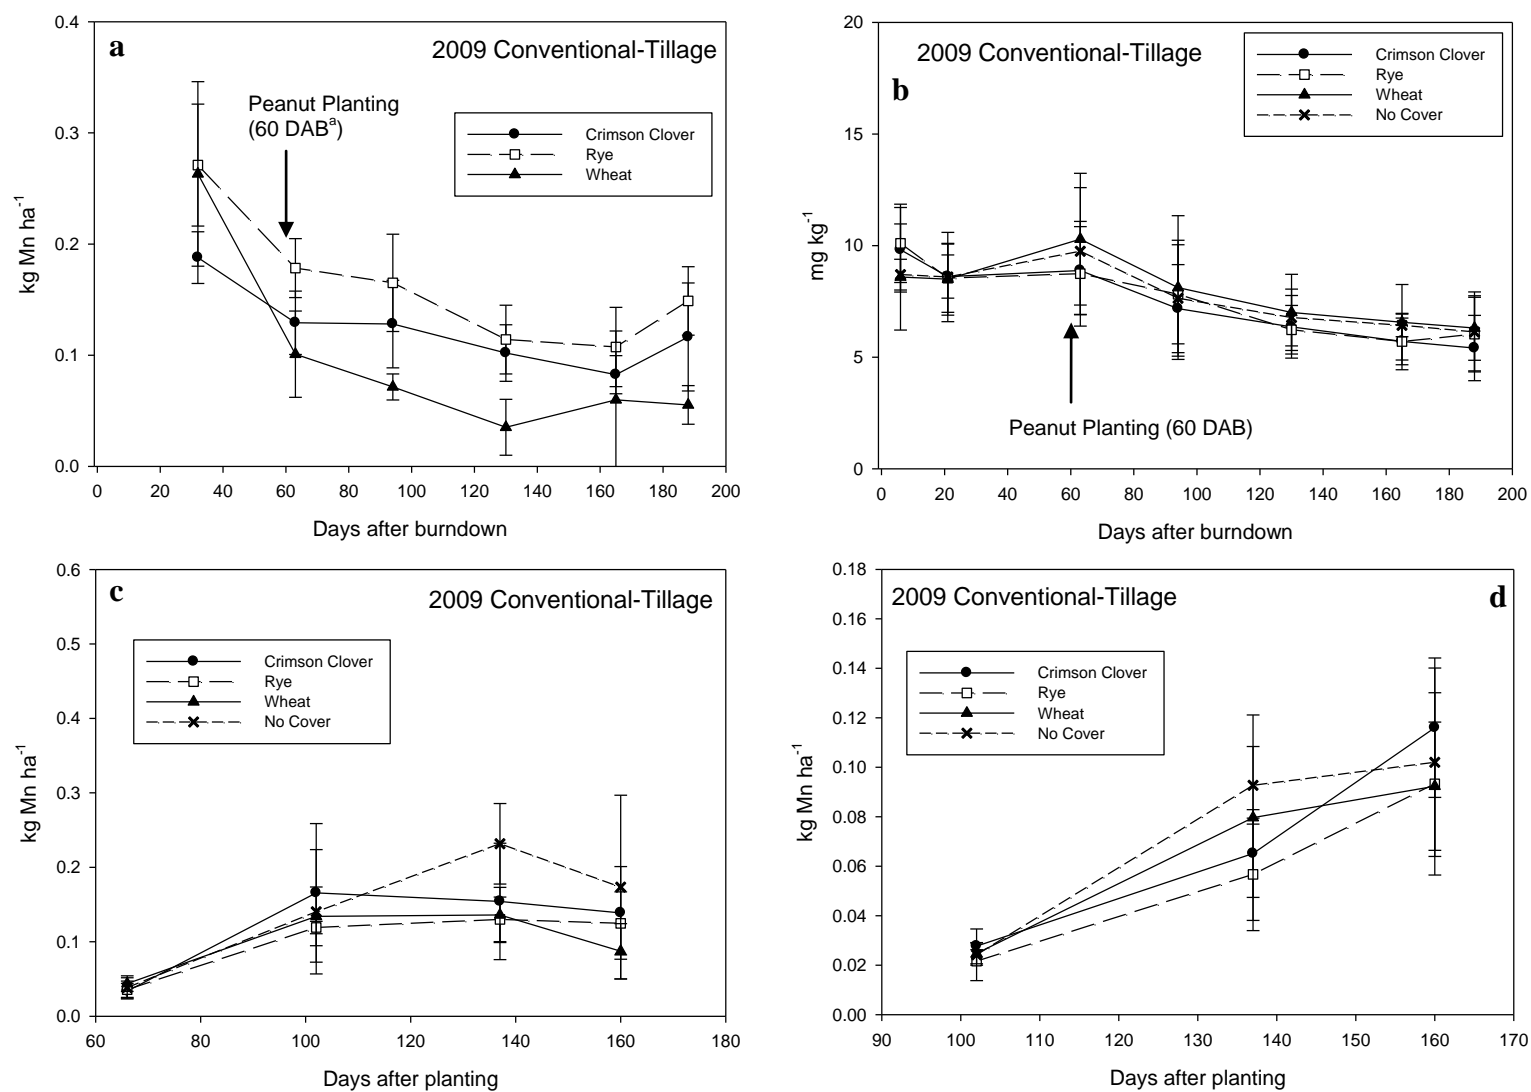 a
2009 Conventional-Tillage
Peanut Planting
(60 DABᵃ)
Crimson Clover
Rye
Wheat
kg Mn ha⁻¹
0.4
0.3
0.2
0.1
0.0
0 20 40 60 80 100 120 140 160 180 200
Days after burndown
2009 Conventional-Tillage
b
Crimson Clover
Rye
Wheat
No Cover
mg kg⁻¹
20
15
10
5
0
Peanut Planting (60 DAB)
0 20 40 60 80 100 120 140 160 180 200
Days after burndown
c
2009 Conventional-Tillage
Crimson Clover
Rye
Wheat
No Cover
kg Mn ha⁻¹
0.6
0.5
0.4
0.3
0.2
0.1
0.0
60 80 100 120 140 160 180
Days after planting
2009 Conventional-Tillage
d
Crimson Clover
Rye
Wheat
No Cover
kg Mn ha⁻¹
0.18
0.16
0.14
0.12
0.10
0.08
0.06
0.04
0.02
0.00
90 100 110 120 130 140 150 160 170
Days after planting